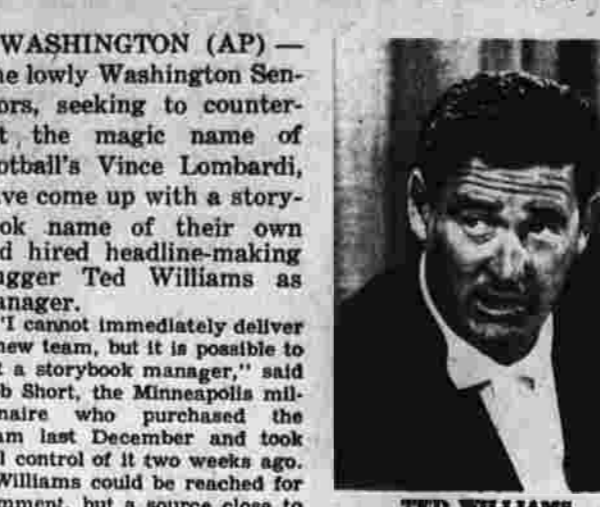 WASHINGTON (AP) —
he lowly Washington Sen-
ors, seeking to counter-
t the magic name of
otball's Vince Lombardi,
ve come up with a story-
ok name of their own
d hired headline-making
ugger Ted Williams as
anager.
"I cannot immediately deliver
new team, but it is possible to
t a storybook manager," said
b Short, the Minneapolis mil-
naire who purchased the
am last December and took
l control of it two weeks ago.
Williams could be reached for
mment, but a source close to
TED WILLIAMS